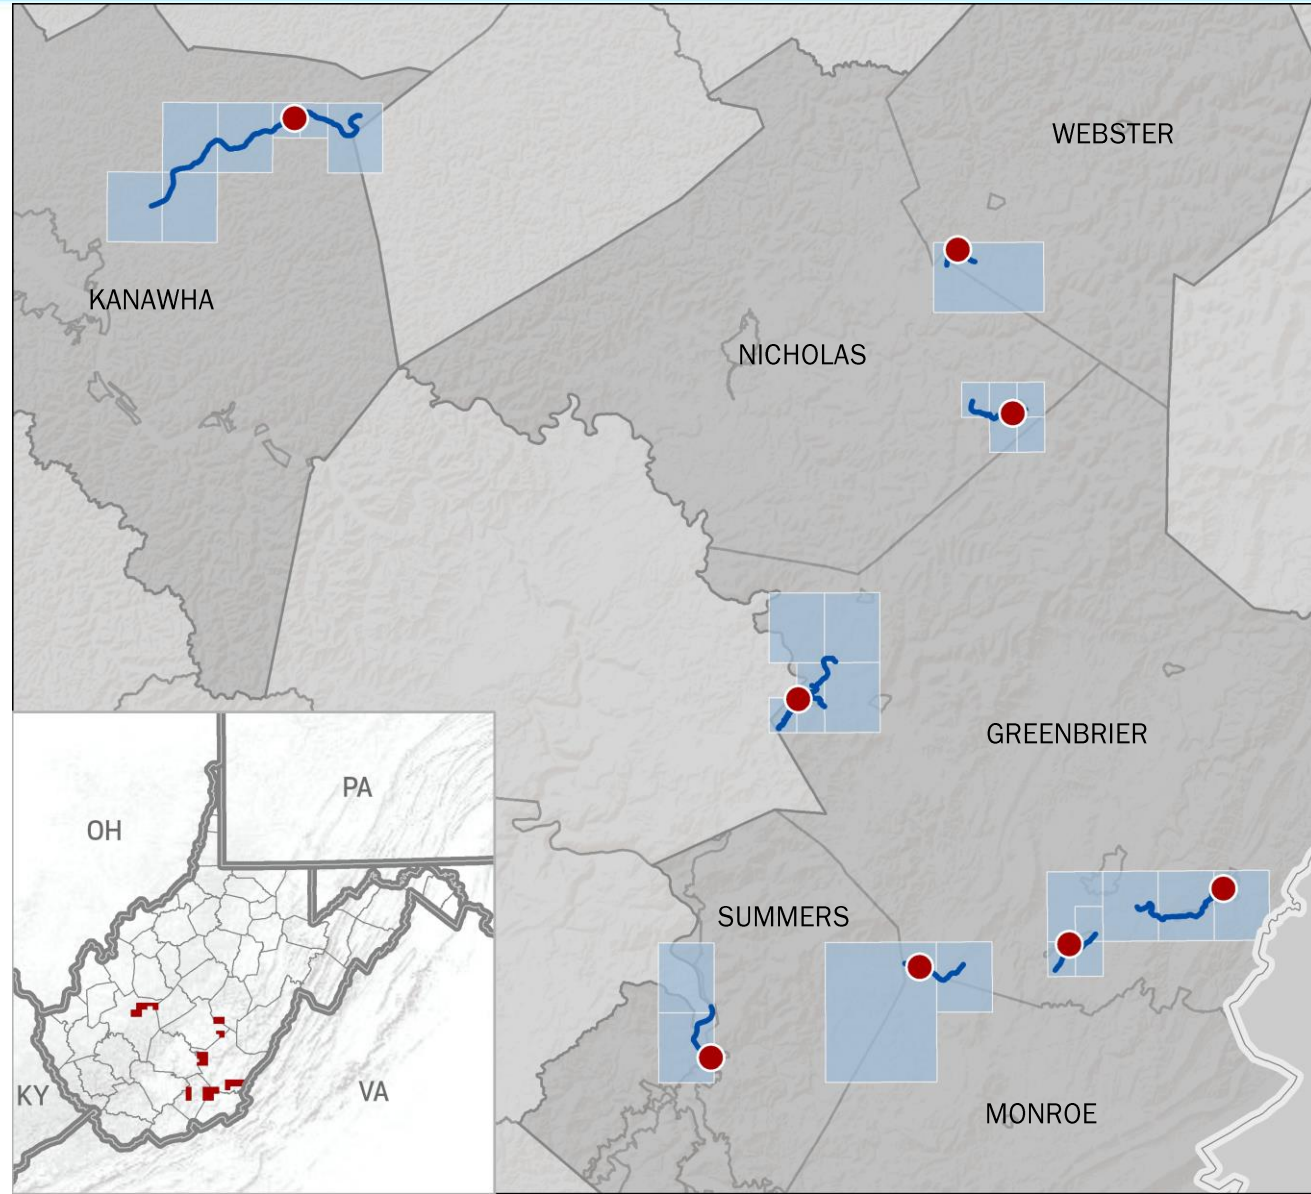 WEBSTER
KANAWHA
NICHOLAS
GREENBRIER
PA
OH
SUMMERS
KY
VA
MONROE